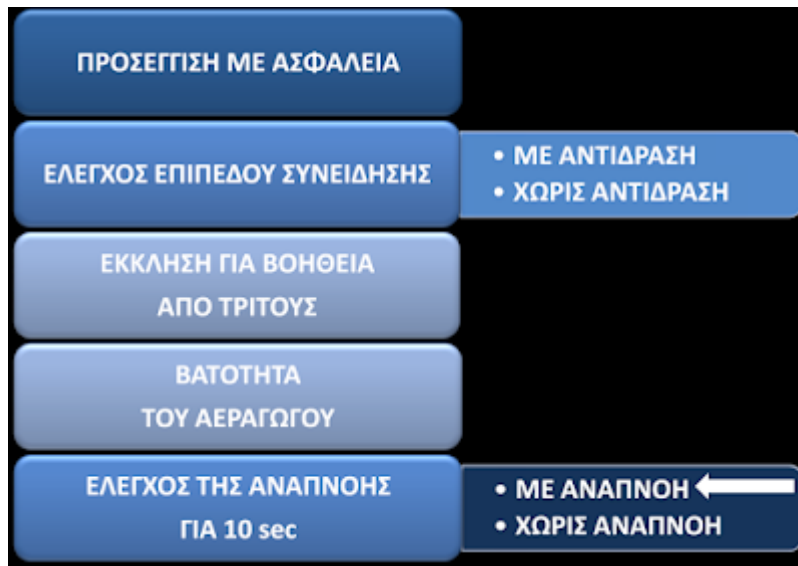 ΠΡΟΣΕΓΓΙΣΗ ΜΕ ΑΣΦΑΛΕΙΑ
ΕΛΕΓΧΟΣ ΕΠΙΠΕΔΟΥ ΣΥΝΕΙΔΗΣΗΣ
• ΜΕ ΑΝΤΙΔΡΑΣΗ
• ΧΩΡΙΣ ΑΝΤΙΔΡΑΣΗ
ΕΚΚΛΗΣΗ ΓΙΑ ΒΟΗΘΕΙΑ
ΑΠΟ ΤΡΙΤΟΥΣ
ΒΑΤΟΤΗΤΑ
ΤΟΥ ΑΕΡΑΓΩΓΟΥ
ΕΛΕΓΧΟΣ ΤΗΣ ΑΝΑΠΝΟΗΣ
ΓΙΑ 10 sec
• ΜΕ ΑΝΑΠΝΟΗ
• ΧΩΡΙΣ ΑΝΑΠΝΟΗ